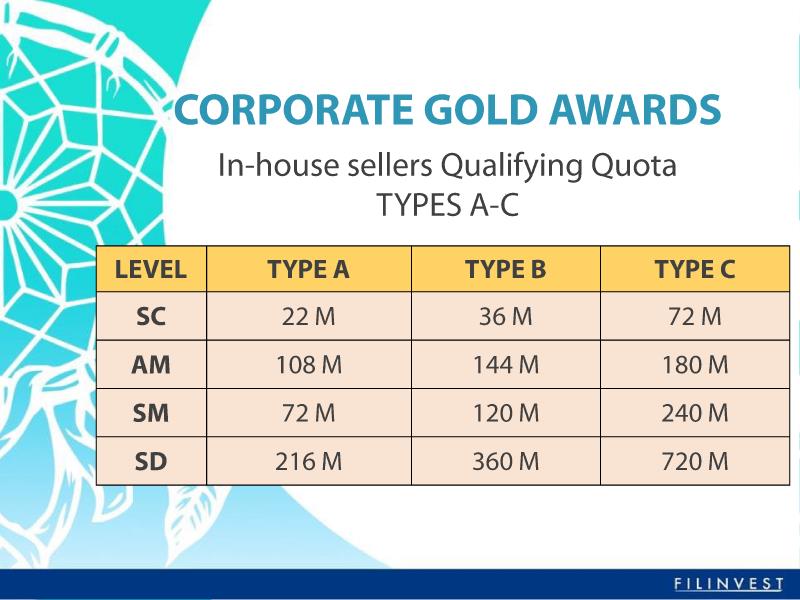 CORPORATE GOLD AWARDS
In-house sellers Qualifying Quota
TYPES A-C
LEVEL TYPE A TYPE B TYPE C
SC 22 M 36 M 72 M
AM 108 M 144 M 180 M
SM 72 M 120 M 240 M
SD 216 M 360 M 720 M
FILINVEST